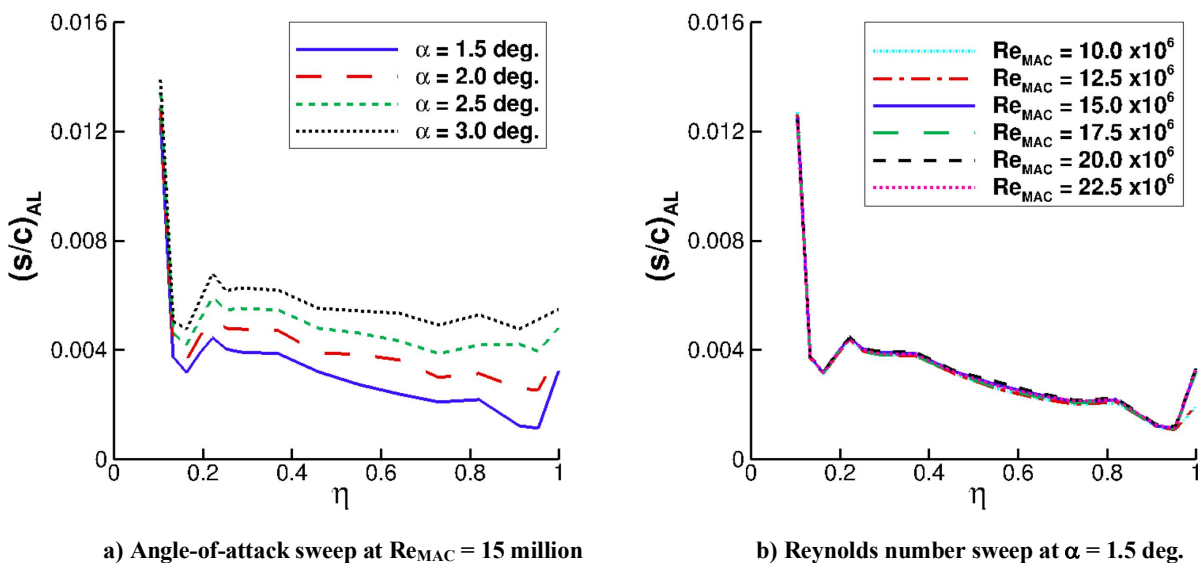 0.016
0.012
0.008
0.004
0
(s/c)AL
α = 1.5 deg.
α = 2.0 deg.
α = 2.5 deg.
α = 3.0 deg.
0 0.2 0.4 0.6 0.8 1
η
a) Angle-of-attack sweep at ReMAC = 15 million
0.016
0.012
0.008
0.004
0
(s/c)AL
ReMAC = 10.0 x10⁶
ReMAC = 12.5 x10⁶
ReMAC = 15.0 x10⁶
ReMAC = 17.5 x10⁶
ReMAC = 20.0 x10⁶
ReMAC = 22.5 x10⁶
0 0.2 0.4 0.6 0.8 1
η
b) Reynolds number sweep at α = 1.5 deg.